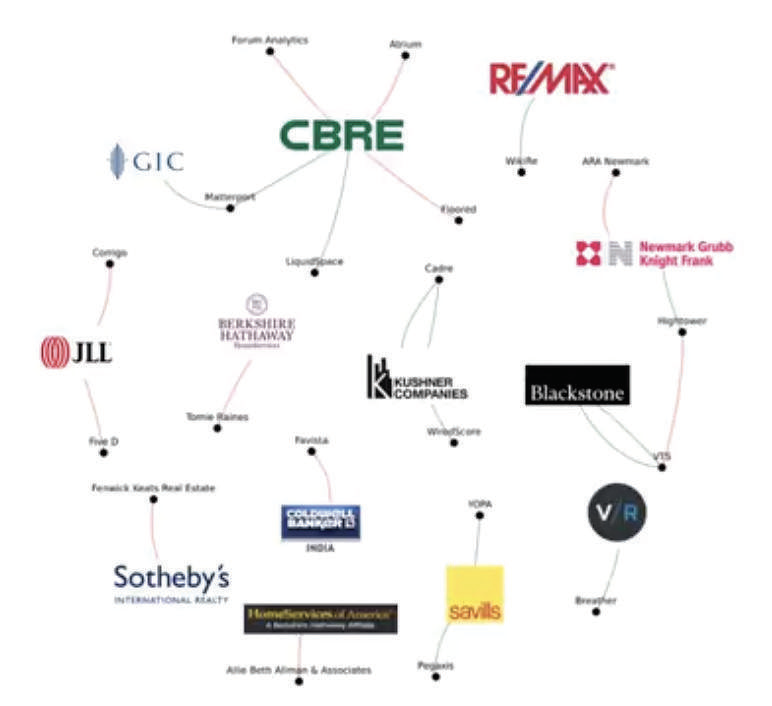 Forum Analytics
Atrium
RE/MAX
CBRE
GIC
WikiRe
ARA Newmark
Matterport
Floored
Newmark Grubb
Knight Frank
Corrigo
LiquidSpace
Cadre
BERKSHIRE
HATHAWAY
HomeServices
Hightower
JLL
KUSHNER
COMPANIES
Blackstone
Tomie Raines
WiredScore
Five D
Favista
VTS
Fenwick Keats Real Estate
COLDWELL
BANKER
INDIA
YOPA
V/R
Sotheby's
INTERNATIONAL REALTY
savills
Breather
HomeServices of America
A Berkshire Hathaway Affiliate
Allie Beth Allman & Associates
Pegaxis